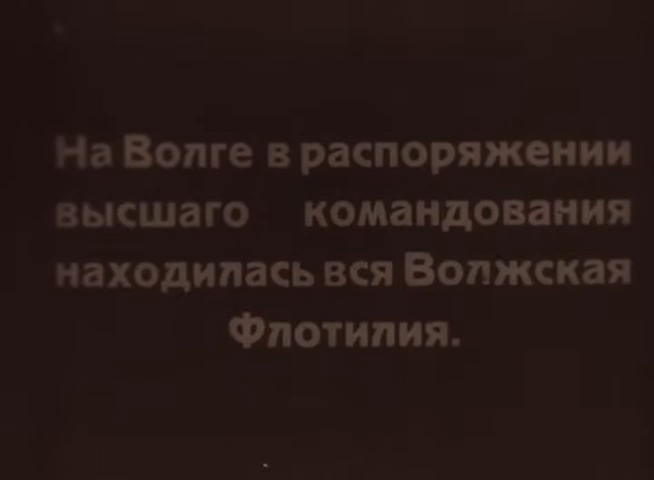 На Волге в распоряжении
высшаго командования
находилась вся Волжская
Флотилия.